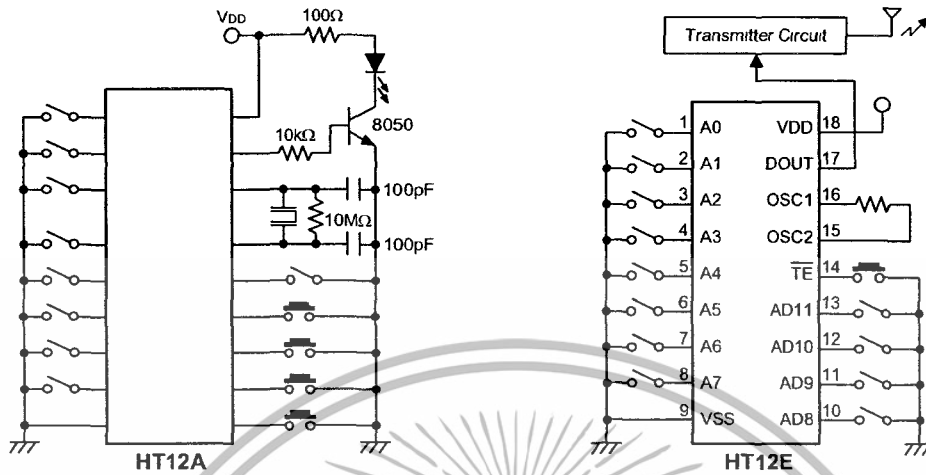 VDD
100Ω
8050
10kΩ
100pF
10MΩ
100pF
HT12A
Transmitter Circuit
1 A0 VDD 18
2 A1 DOUT 17
3 A2 OSC1 16
4 A3 OSC2 15
5 A4 TE 14
6 A5 AD11 13
7 A6 AD10 12
8 A7 AD9 11
9 VSS AD8 10
HT12E